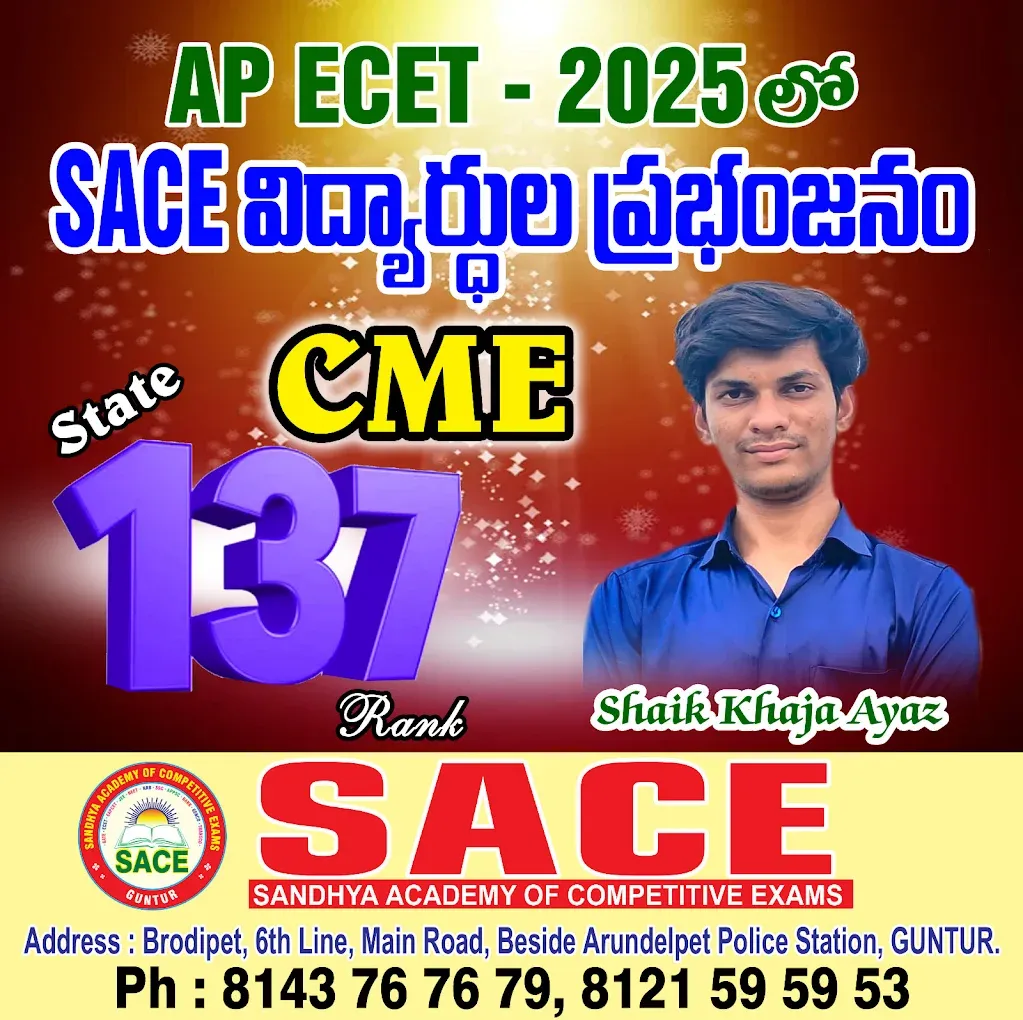 AP ECET - 2025 లో
SACE విద్యార్ధుల ప్రభంజనం
CME
State
137
Rank
Shaik Khaja Ayaz
SANDHYA ACADEMY OF COMPETITIVE EXAMS
SACE
GUNTUR
SACE
SANDHYA ACADEMY OF COMPETITIVE EXAMS
Address : Brodipet, 6th Line, Main Road, Beside Arundelpet Police Station, GUNTUR.
Ph : 8143 76 76 79, 8121 59 59 53